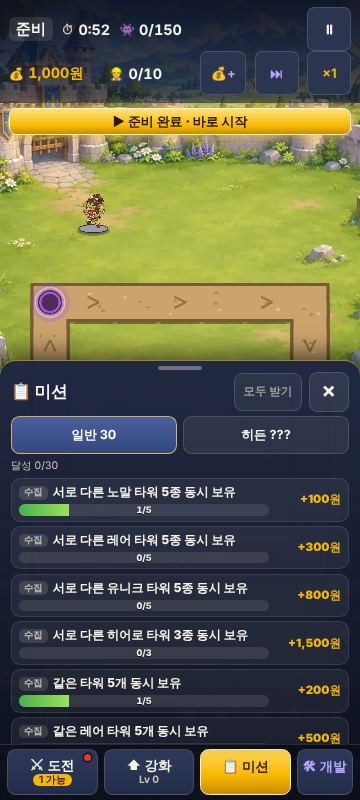 준비 0:52 0/150
1,000원 0/10 + ×1
▶ 준비 완료 · 바로 시작
미션 모두 받기 ✕
일반 30 히든 ???
달성 0/30
수집 서로 다른 노말 타워 5종 동시 보유
1/5 +100원
수집 서로 다른 레어 타워 5종 동시 보유
0/5 +300원
수집 서로 다른 유니크 타워 5종 동시 보유
0/5 +800원
수집 서로 다른 히어로 타워 3종 동시 보유
0/3 +1,500원
수집 같은 타워 5개 동시 보유
1/5 +200원
수집 같은 레어 타워 5개 동시 보유
0/5 +500원
도전 강화 미션 개발
1 가능 Lv 0